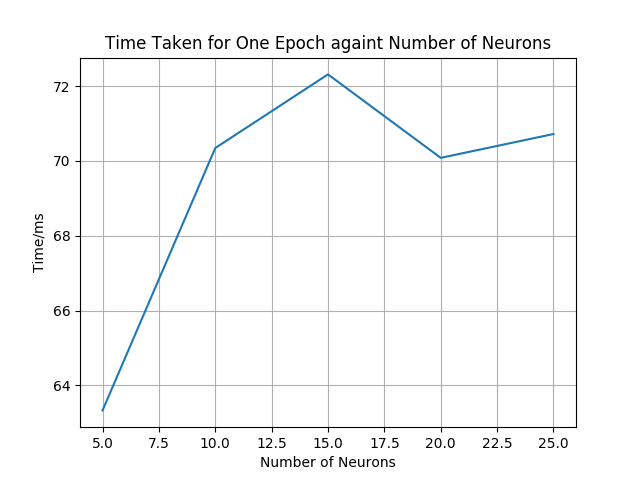 Time Taken for One Epoch againt Number of Neurons
72
70
68
66
64
Time/ms
5.0 7.5 10.0 12.5 15.0 17.5 20.0 22.5 25.0
Number of Neurons